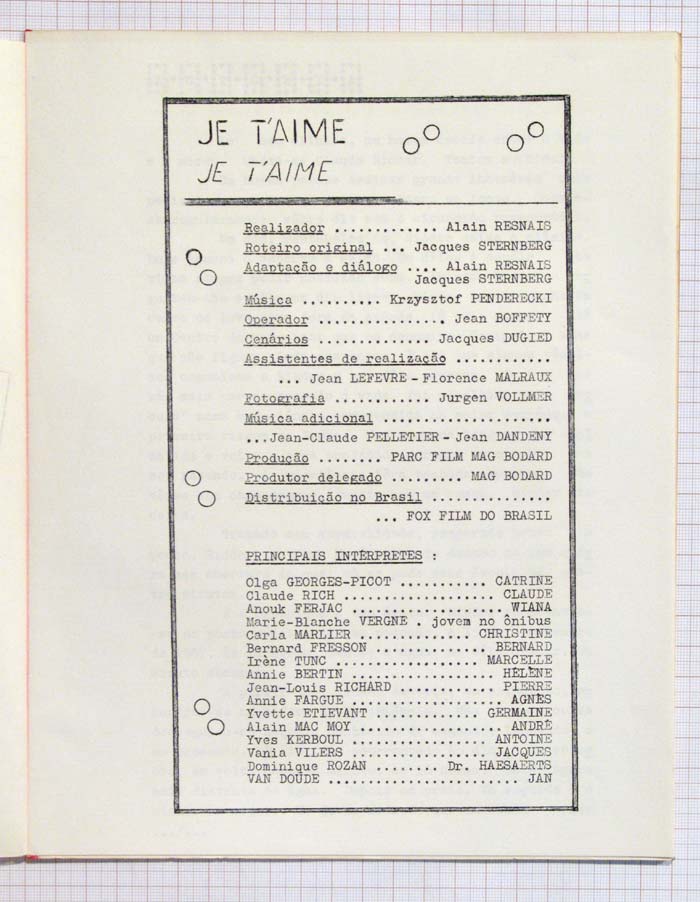 JE T'AIME
JE T'AIME
Realizador ............. Alain RESNAIS
Roteiro original ... Jacques STERNBERG
Adaptação e diálogo .... Alain RESNAIS
Jacques STERNBERG
Música ......... Krzysztof PENDERECKI
Operador ................ Jean BOFFETY
Cenários .............. Jacques DUGIED
Assistentes de realização ............
... Jean LEFEVRE - Florence MALRAUX
Fotografia ............ Jurgen VOLLMER
Música adicional .....................
...Jean-Claude PELLETIER - Jean DANDENY
Produção ........ PARC FILM MAG BODARD
Produtor delegado ......... MAG BODARD
Distribuição no Brasil ...............
... FOX FILM DO BRASIL
PRINCIPAIS INTÉRPRETES :
Olga GEORGES-PICOT ........... CATRINE
Claude RICH ................... CLAUDE
Anouk FERJAC ................... WIANA
Marie-Blanche VERGNE . jovem no ônibus
Carla MARLIER .............. CHRISTINE
Bernard FRESSON .............. BERNARD
Irène TUNC .................. MARCELLE
Annie BERTIN .................. HÉLÈNE
Jean-Louis RICHARD ............ PIERRE
Annie FARGUE ................... AGNÈS
Yvette ETIEVANT ............. GERMAINE
Alain MAC MOY .................. ANDRÉ
Yves KERBOUL ................. ANTOINE
Vania VILERS ................. JACQUES
Dominique ROZAN ........ Dr. HAESAERTS
VAN DOUDE ........................ JAN